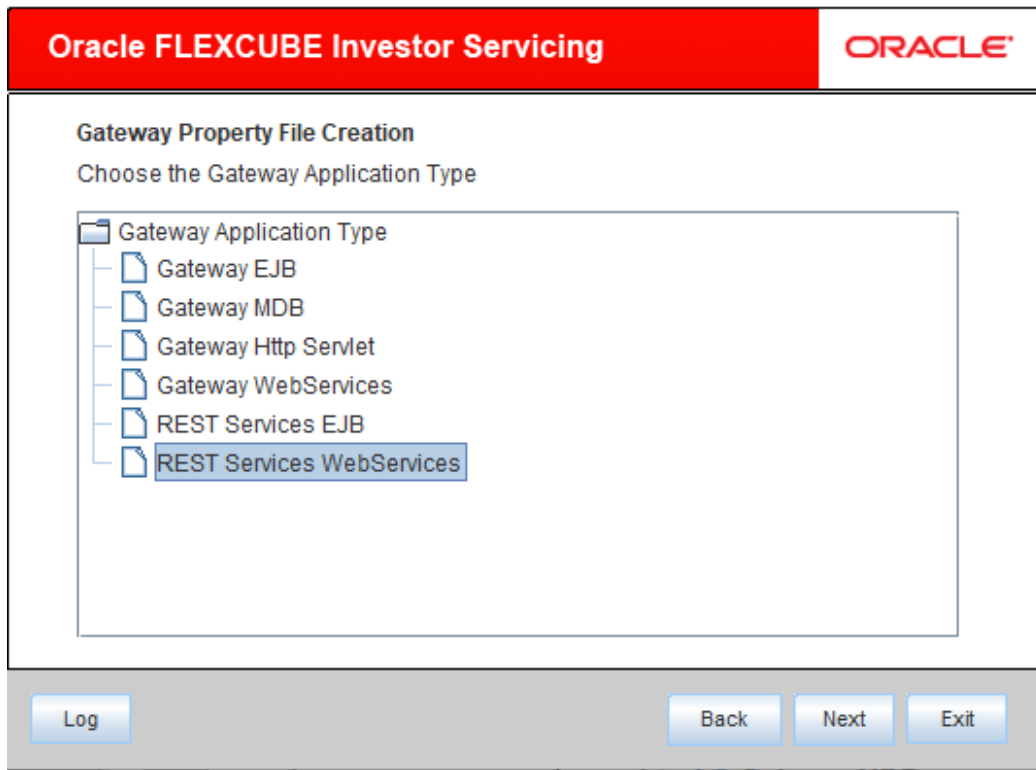 Oracle FLEXCUBE Investor Servicing
ORACLE
Gateway Property File Creation
Choose the Gateway Application Type
Gateway Application Type
Gateway EJB
Gateway MDB
Gateway Http Servlet
Gateway WebServices
REST Services EJB
REST Services WebServices
Log
Back
Next
Exit